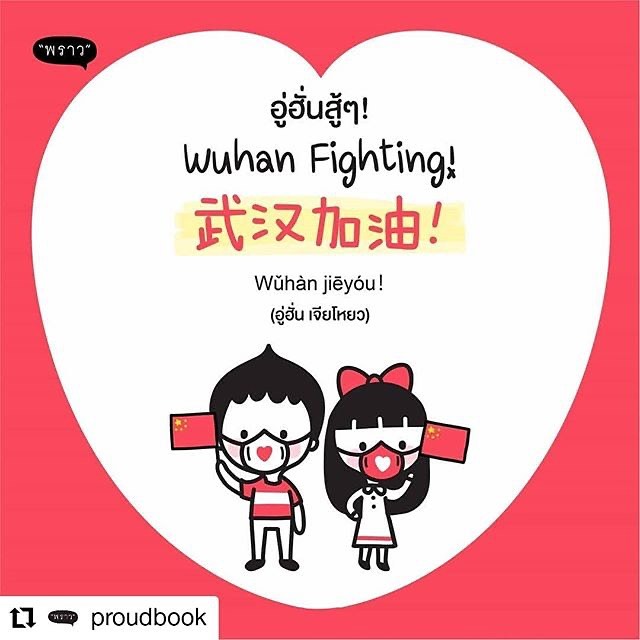 "พราว"
อู่ฮั่นสู้ๆ!
Wuhan Fighting!
武汉加油!
Wǔhàn jiēyóu!
(อู่ฮั่น เจียโหยว)
"พราว" proudbook